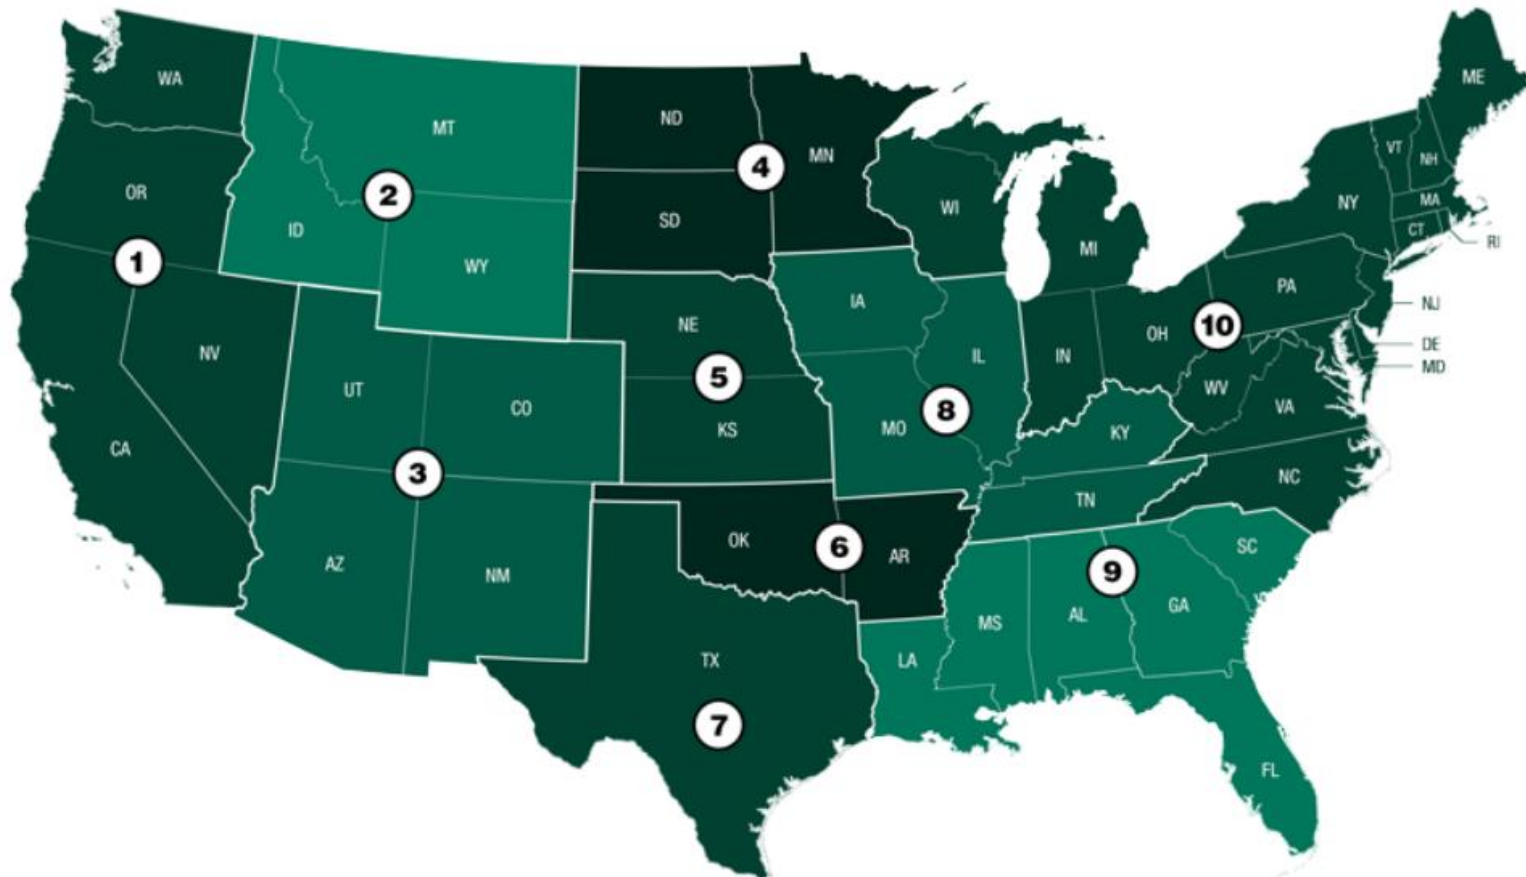 WA
ME
MT
ND
MN
VT
NH
4
OR
2
MA
NY
WI
SD
ID
CT
RI
MI
1
WY
PA
IA
NJ
NE
10
OH
DE
NV
IL
IN
MD
5
UT
WV
CO
8
VA
KS
MO
KY
CA
3
NC
TN
OK
6
AR
SC
AZ
9
NM
GA
AL
MS
TX
LA
7
FL